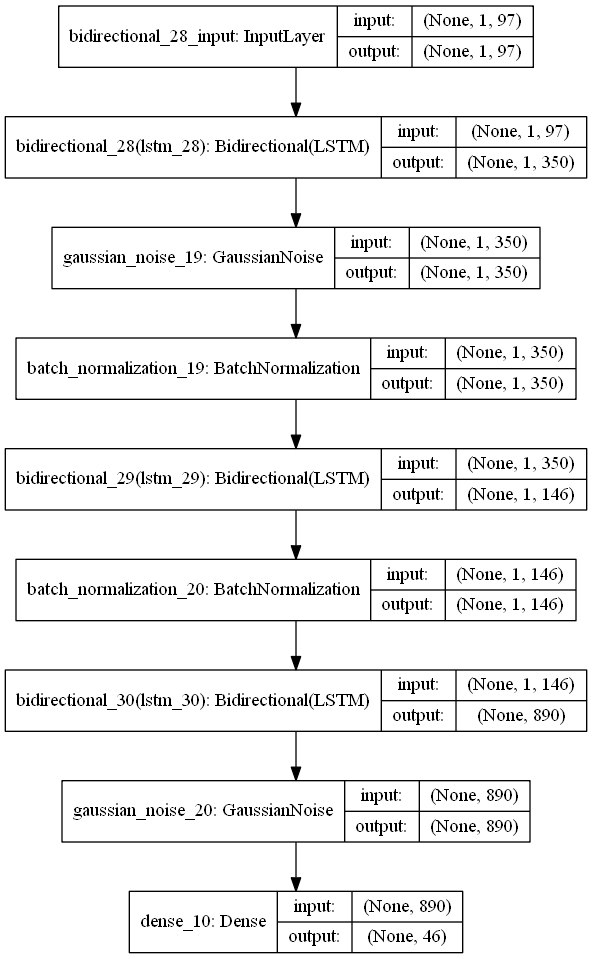 bidirectional_28_input: InputLayer
input: (None, 1, 97)
output: (None, 1, 97)
bidirectional_28(lstm_28): Bidirectional(LSTM)
input: (None, 1, 97)
output: (None, 1, 350)
gaussian_noise_19: GaussianNoise
input: (None, 1, 350)
output: (None, 1, 350)
batch_normalization_19: BatchNormalization
input: (None, 1, 350)
output: (None, 1, 350)
bidirectional_29(lstm_29): Bidirectional(LSTM)
input: (None, 1, 350)
output: (None, 1, 146)
batch_normalization_20: BatchNormalization
input: (None, 1, 146)
output: (None, 1, 146)
bidirectional_30(lstm_30): Bidirectional(LSTM)
input: (None, 1, 146)
output: (None, 890)
gaussian_noise_20: GaussianNoise
input: (None, 890)
output: (None, 890)
dense_10: Dense
input: (None, 890)
output: (None, 46)